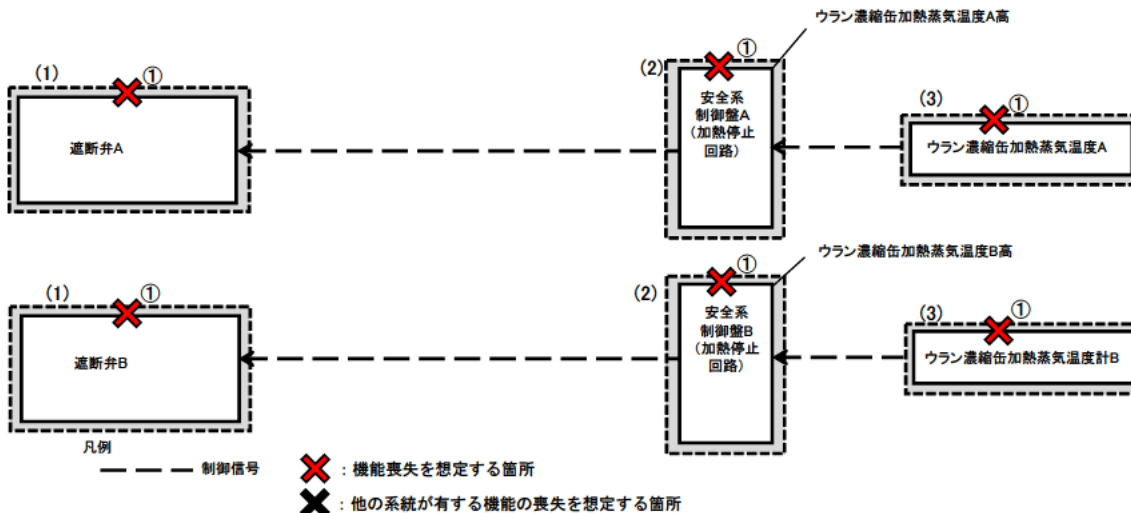 ウラン濃縮缶加熱蒸気温度A高
(1) ①
遮断弁A
(2) ①
安全系
制御盤A
(加熱停止
回路)
(3) ①
ウラン濃縮缶加熱蒸気温度A
ウラン濃縮缶加熱蒸気温度B高
(1) ①
遮断弁B
(2) ①
安全系
制御盤B
(加熱停止
回路)
(3) ①
ウラン濃縮缶加熱蒸気温度計B
凡例
制御信号
：機能喪失を想定する箇所
：他の系統が有する機能の喪失を想定する箇所